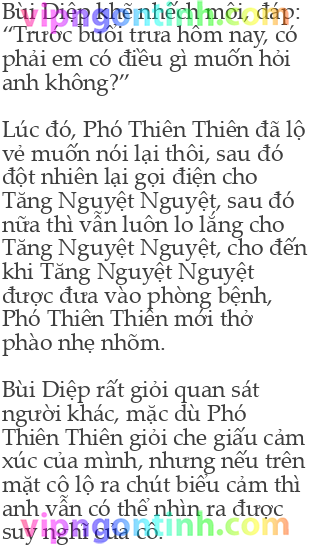 Bùi Diệp khẽ nhếch môi, đáp:
“Trước buổi trưa hôm nay, có
phải em có điều gì muốn hỏi
anh không?”
Lúc đó, Phó Thiên Thiên đã lộ
vẻ muốn nói lại thôi, sau đó
đột nhiên lại gọi điện cho
Tăng Nguyệt Nguyệt, sau đó
nữa thì vẫn luôn lo lắng cho
Tăng Nguyệt Nguyệt, cho đến
khi Tăng Nguyệt Nguyệt
được đưa vào phòng bệnh,
Phó Thiên Thiên mới thở
phào nhẹ nhõm.
Bùi Diệp rất giỏi quan sát
người khác, mặc dù Phó
Thiên Thiên giỏi che giấu cảm
xúc của mình, nhưng nếu trên
mặt cô lộ ra chút biểu cảm thì
anh vẫn có thể nhìn ra được
suy nghĩ của cô.
vipngontinh.com
vipngontinh.com